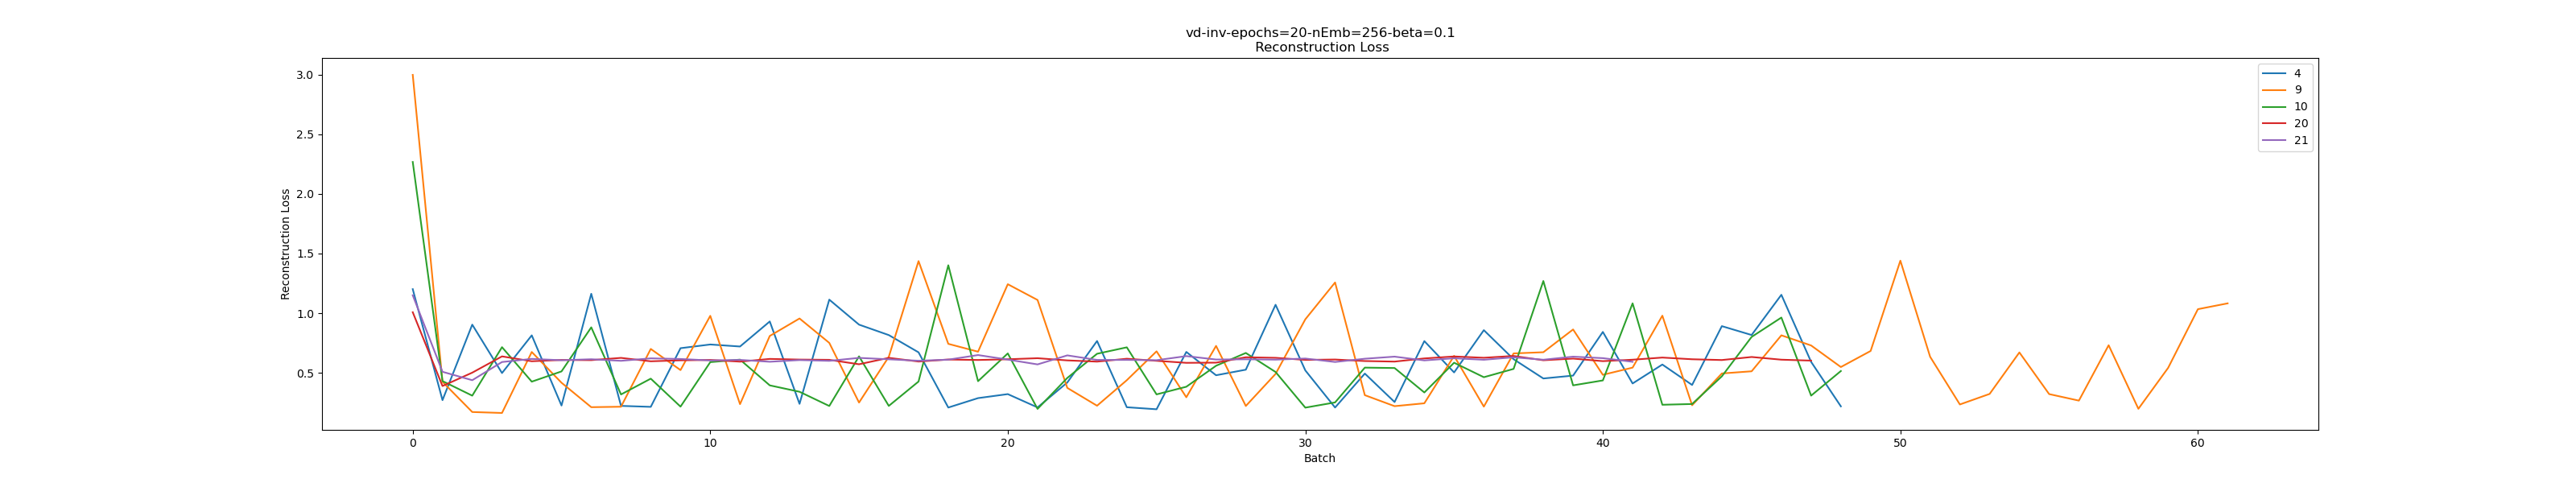 vd-inv-epochs=20-nEmb=256-beta=0.1
Reconstruction Loss
3.0
2.5
2.0
1.5
1.0
0.5
Reconstruction Loss
4
9
10
20
21
0 10 20 30 40 50 60
Batch